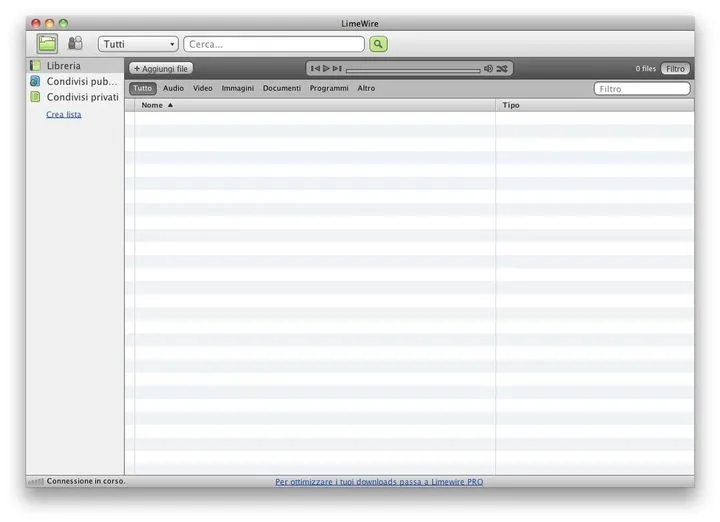 LimeWire
Tutti
Cerca...
Libreria
Condivisi pub...
Condivisi privati
Crea lista
+ Aggiungi file
0 files
Filtro
Tutto Audio Video Immagini Documenti Programmi Altro
Filtro
Nome ▲ Tipo
Connessione in corso.
Per ottimizzare i tuoi downloads passa a Limewire PRO